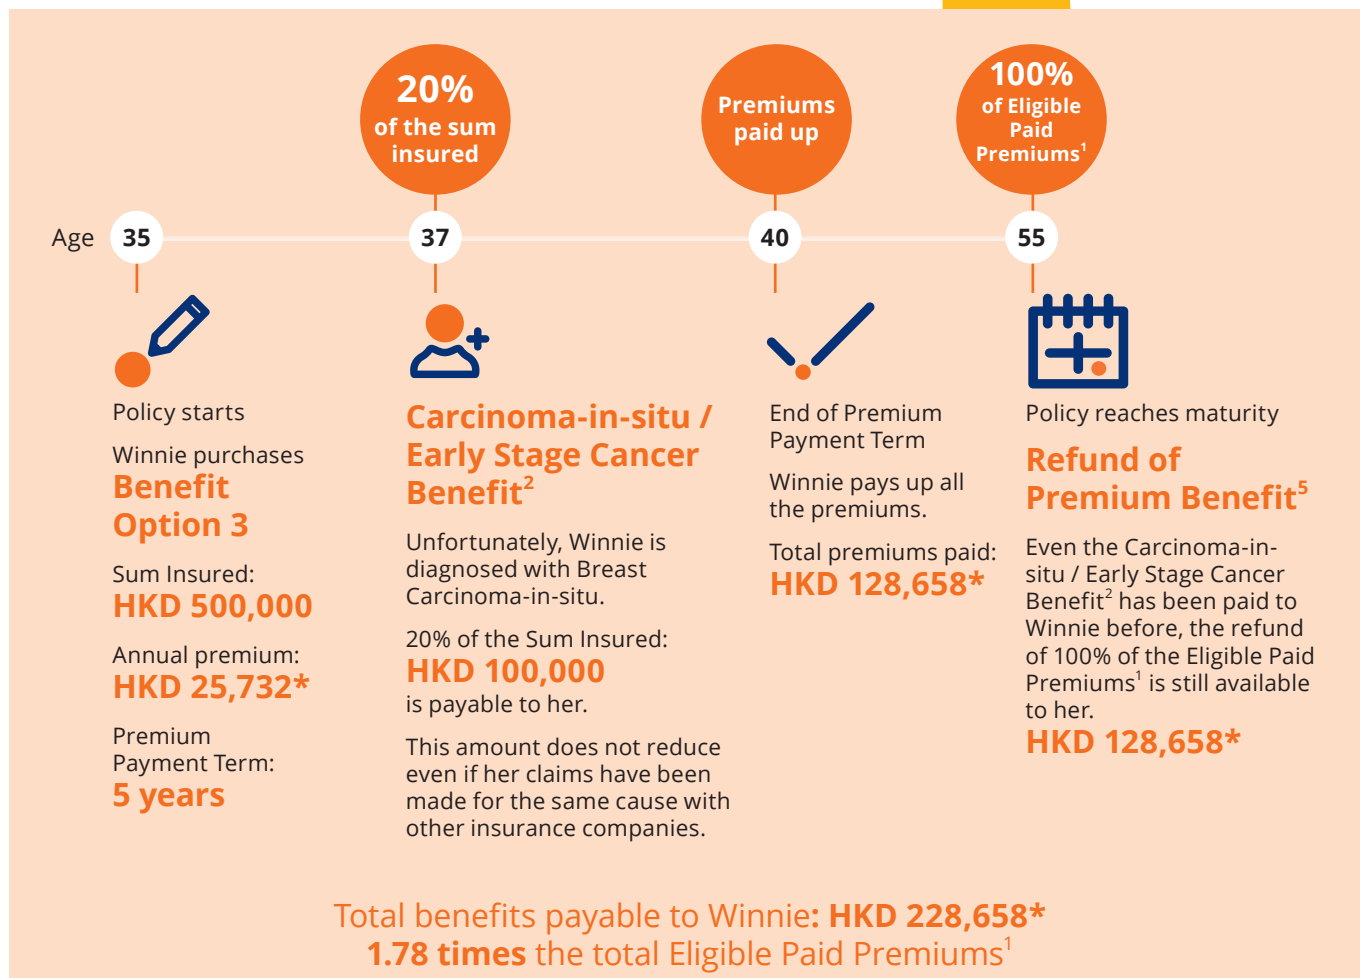 20%
of the sum
insured
Premiums
paid up
100%
of Eligible
Paid
Premiums¹
Age 35 37 40 55
Policy starts
Winnie purchases
Benefit
Option 3
Sum Insured:
HKD 500,000
Annual premium:
HKD 25,732*
Premium
Payment Term:
5 years
Carcinoma-in-situ /
Early Stage Cancer
Benefit²
Unfortunately, Winnie is
diagnosed with Breast
Carcinoma-in-situ.
20% of the Sum Insured:
HKD 100,000
is payable to her.
This amount does not reduce
even if her claims have been
made for the same cause with
other insurance companies.
End of Premium
Payment Term
Winnie pays up all
the premiums.
Total premiums paid:
HKD 128,658*
Policy reaches maturity
Refund of
Premium Benefit⁵
Even the Carcinoma-in-
situ / Early Stage Cancer
Benefit² has been paid to
Winnie before, the refund
of 100% of the Eligible Paid
Premiums¹ is still available
to her.
HKD 128,658*
Total benefits payable to Winnie: HKD 228,658*
1.78 times the total Eligible Paid Premiums¹